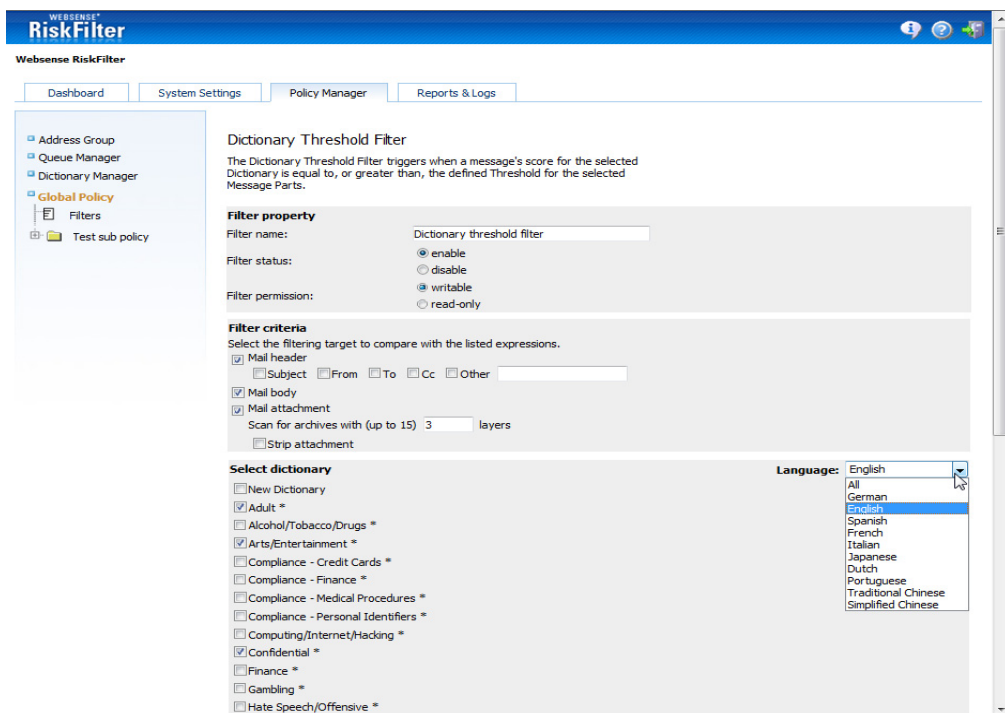 WEBSENSE®
RiskFilter
Websense RiskFilter
Dashboard
System Settings
Policy Manager
Reports & Logs
Address Group
Queue Manager
Dictionary Manager
Global Policy
Filters
Test sub policy
Dictionary Threshold Filter
The Dictionary Threshold Filter triggers when a message's score for the selected
Dictionary is equal to, or greater than, the defined Threshold for the selected
Message Parts.
Filter property
Filter name: Dictionary threshold filter
Filter status: enable
disable
Filter permission: writable
read-only
Filter criteria
Select the filtering target to compare with the listed expressions.
Mail header
Subject From To Cc Other
Mail body
Mail attachment
Scan for archives with (up to 15) 3 layers
Strip attachment
Select dictionary
Language: English
All
German
English
Spanish
French
Italian
Japanese
Dutch
Portuguese
Traditional Chinese
Simplified Chinese
New Dictionary
Adult *
Alcohol/Tobacco/Drugs *
Arts/Entertainment *
Compliance - Credit Cards *
Compliance - Finance *
Compliance - Medical Procedures *
Compliance - Personal Identifiers *
Computing/Internet/Hacking *
Confidential *
Finance *
Gambling *
Hate Speech/Offensive *